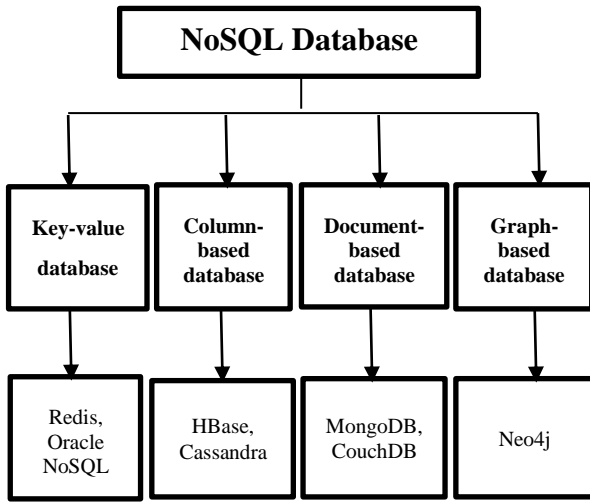 NoSQL Database
Key-value
database
Column-
based
database
Document-
based
database
Graph-
based
database
Redis,
Oracle
NoSQL
HBase,
Cassandra
MongoDB,
CouchDB
Neo4j